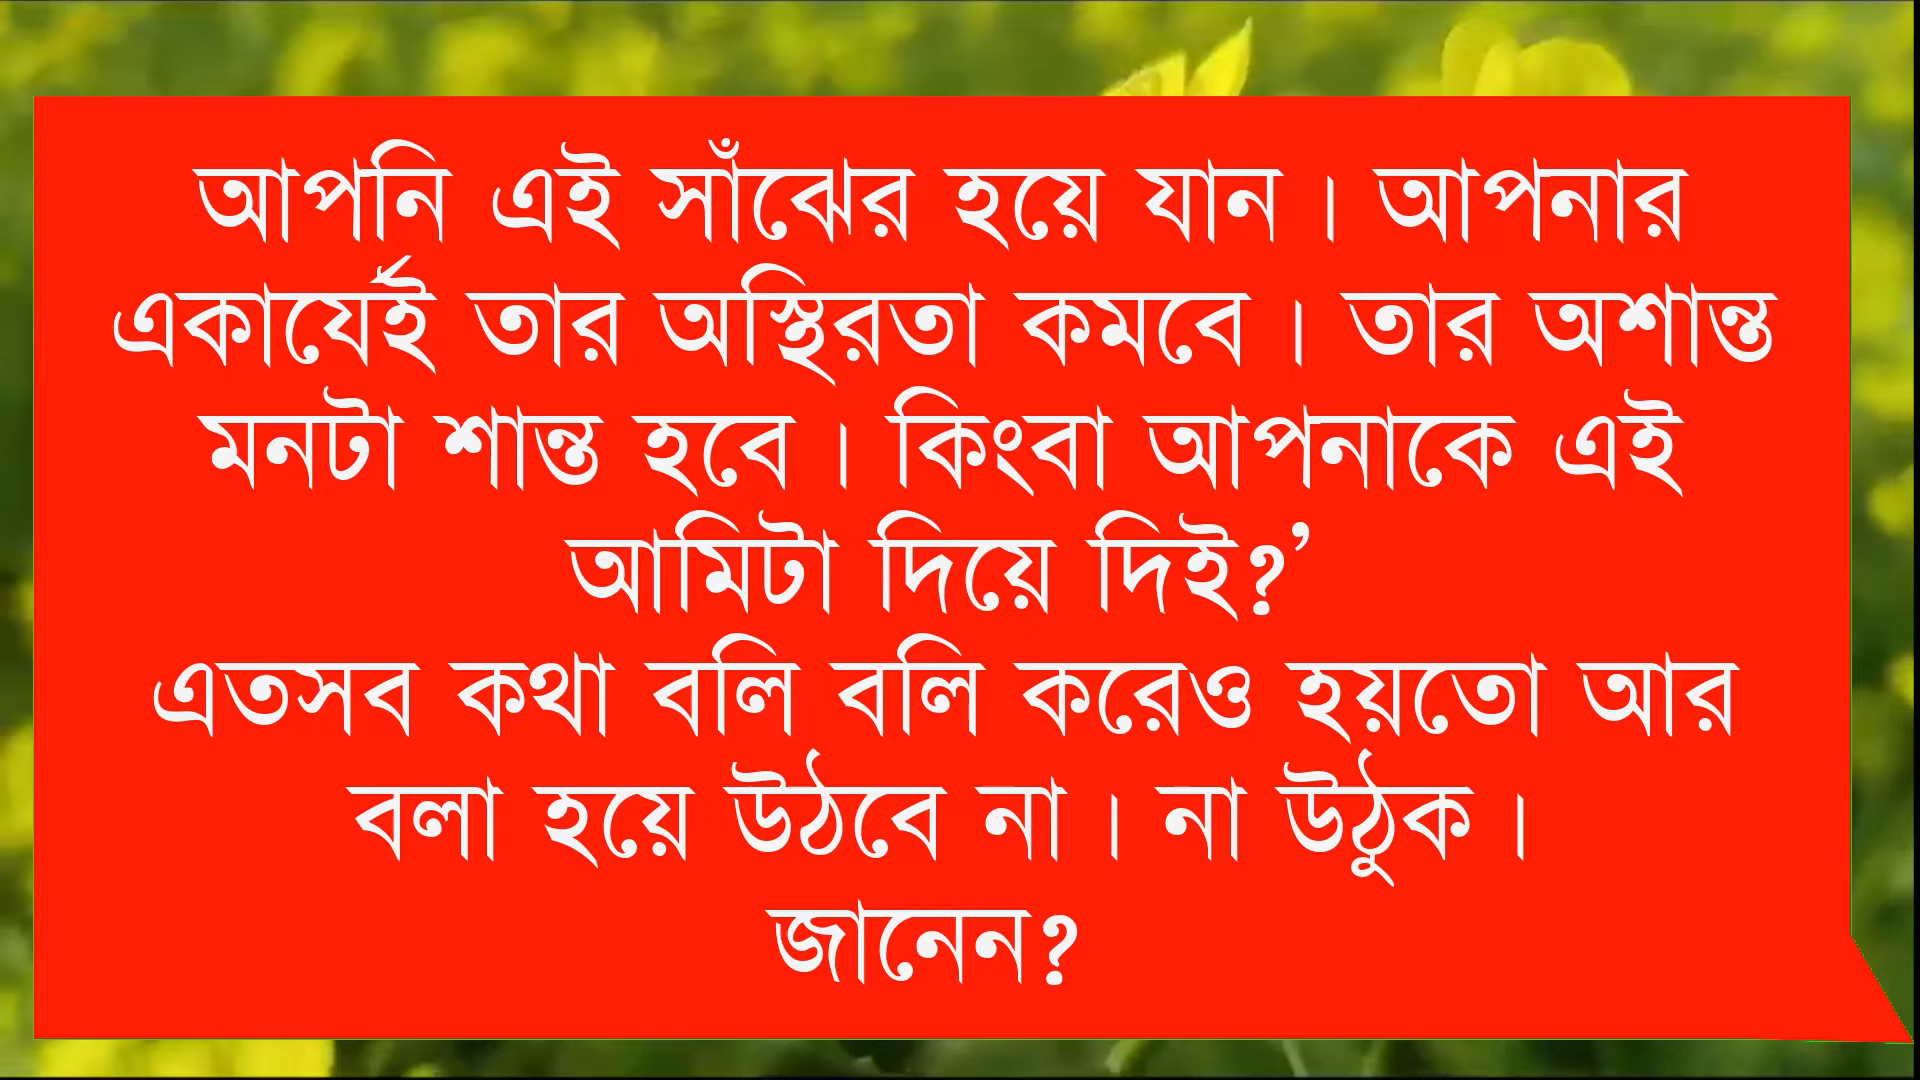 আপনি এই সাঁঝের হয়ে যান। আপনার
একার্যেই তার অস্থিরতা কমবে। তার অশান্ত
মনটা শান্ত হবে। কিংবা আপনাকে এই
আমিটা দিয়ে দিই?’
এতসব কথা বলি বলি করেও হয়তো আর
বলা হয়ে উঠবে না। না উঠুক।
জানেন?